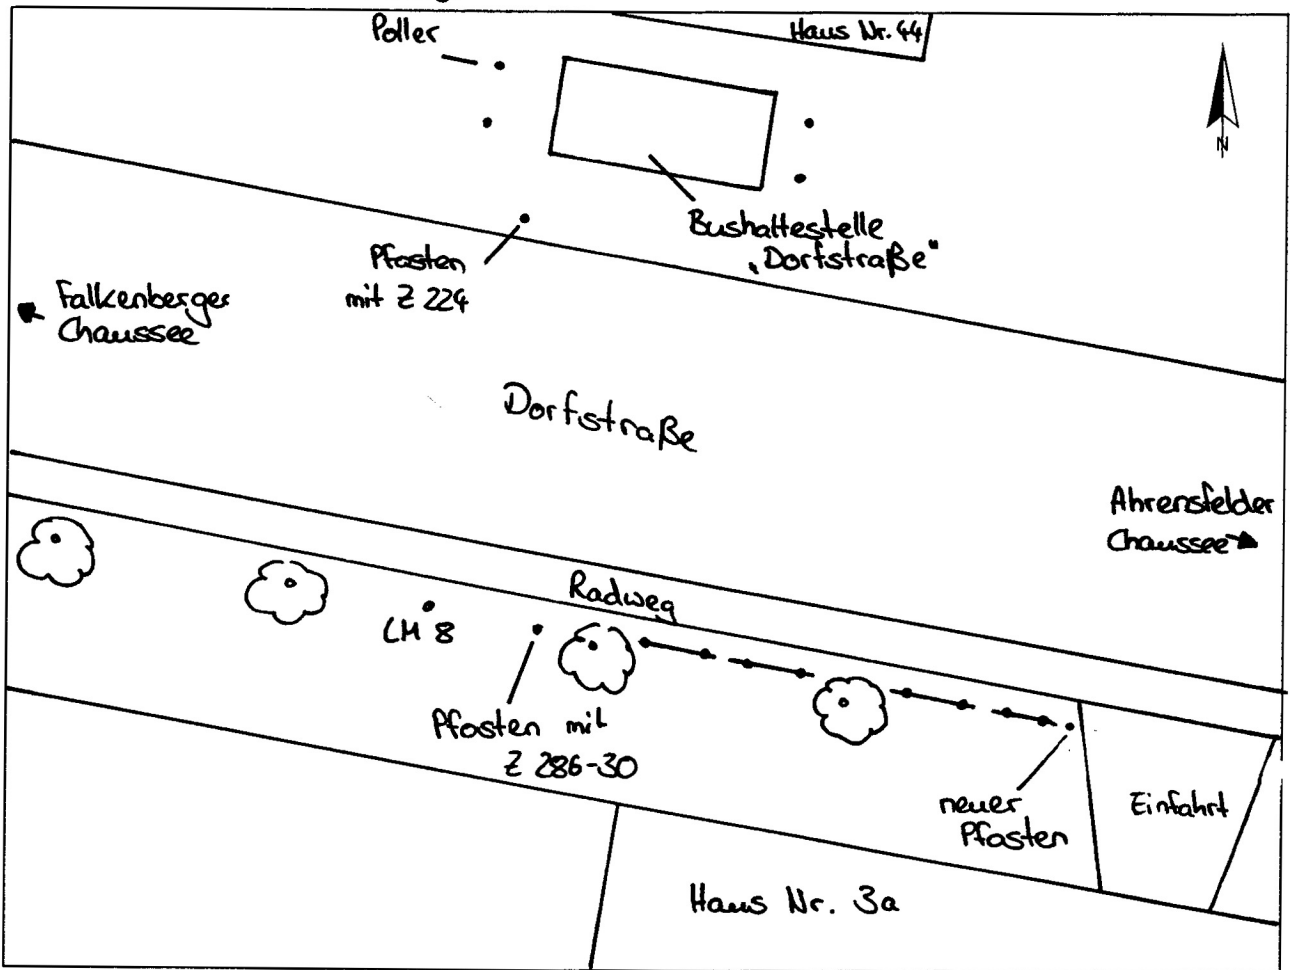 Poller
Haus Nr. 44
N
Bushaltestelle
„Dorfstraße"
Pfosten
mit Z 224
Falkenberger
Chaussee
Dorfstraße
Ahrensfelder
Chaussee
Radweg
LM 8
Pfosten mit
Z 286-30
neuer
Pfosten
Einfahrt
Haus Nr. 3a